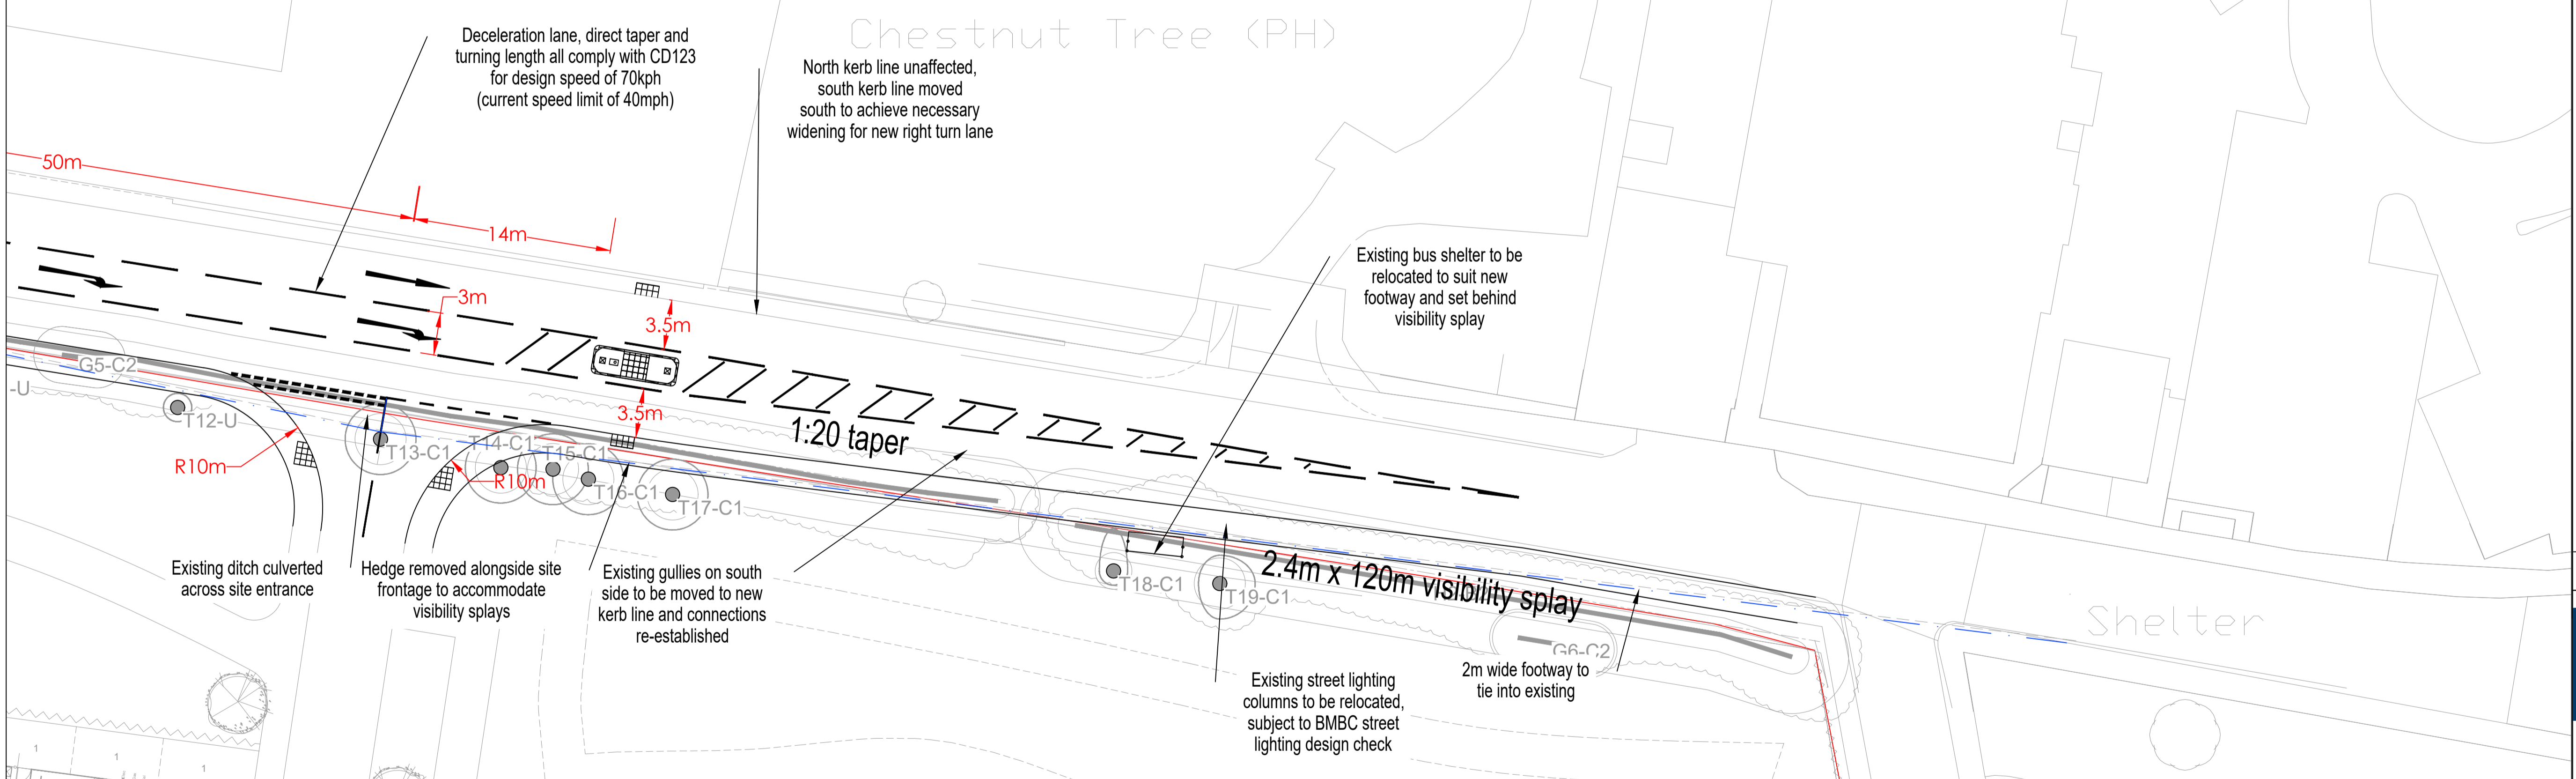 Chestnut Tree (PH)
Deceleration lane, direct taper and
turning length all comply with CD123
for design speed of 70kph
(current speed limit of 40mph)
North kerb line unaffected,
south kerb line moved
south to achieve necessary
widening for new right turn lane
50m
14m
3m
3.5m
3.5m
Existing bus shelter to be
relocated to suit new
footway and set behind
visibility splay
G5-C2
-U
T12-U
T13-C1
T14-C1
T15-C1
T16-C1
T17-C1
R10m
R10m
1:20 taper
Existing ditch culverted
across site entrance
Hedge removed alongside site
frontage to accommodate
visibility splays
Existing gullies on south
side to be moved to new
kerb line and connections
re-established
T18-C1
T19-C1
2.4m x 120m visibility splay
G6-C2
Shelter
2m wide footway to
tie into existing
Existing street lighting
columns to be relocated,
subject to BMBC street
lighting design check
1
1
1